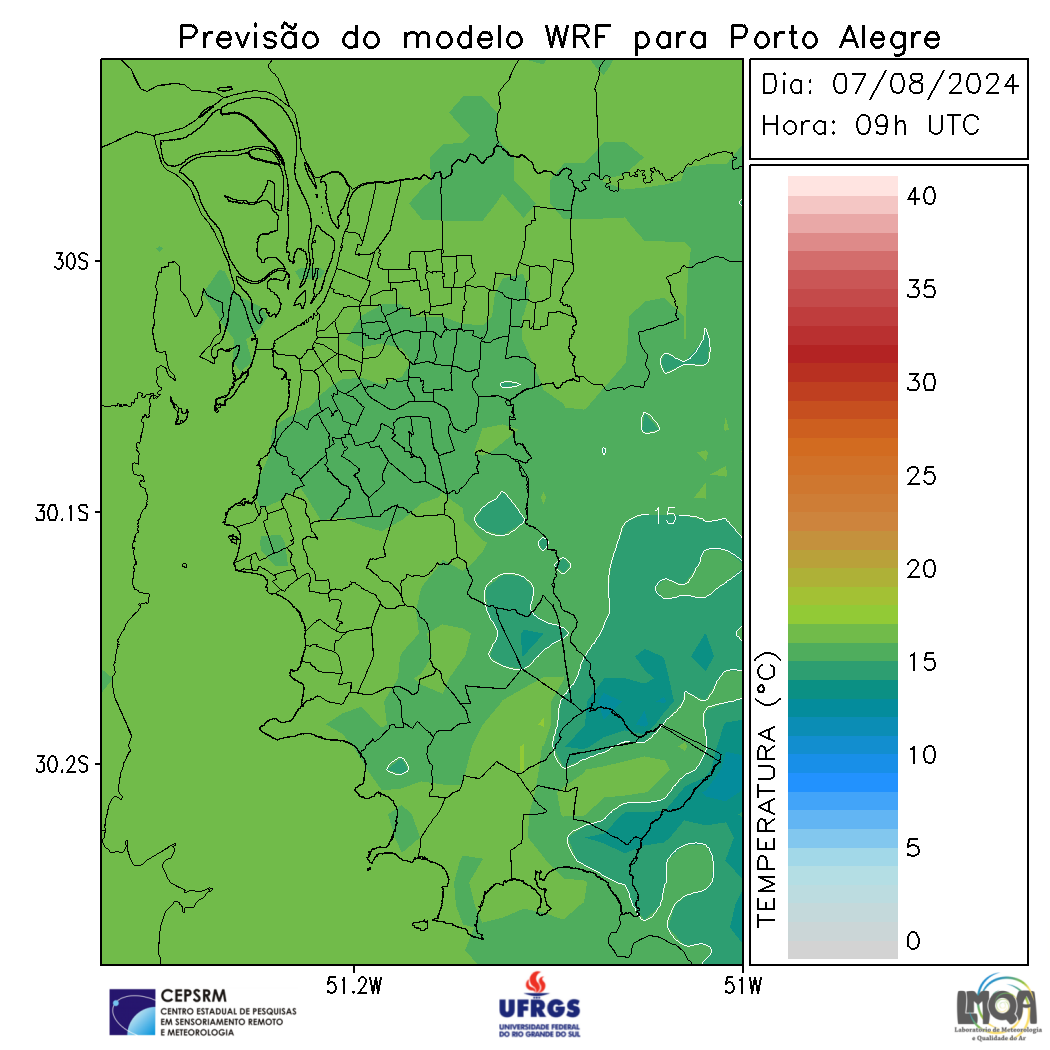 Previsão do modelo WRF para Porto Alegre
Dia: 07/08/2024
Hora: 09h UTC
40
35
30
25
20
15
10
5
0
TEMPERATURA (°C)
30S
30.1S
30.2S
15
51.2W
51W
CEPSRM
CENTRO ESTADUAL DE PESQUISAS
EM SENSORIAMENTO REMOTO
E METEOROLOGIA
UFRGS
UNIVERSIDADE FEDERAL
DO RIO GRANDE DO SUL
LMQA
Laboratório de Meteorologia
e Qualidade do Ar